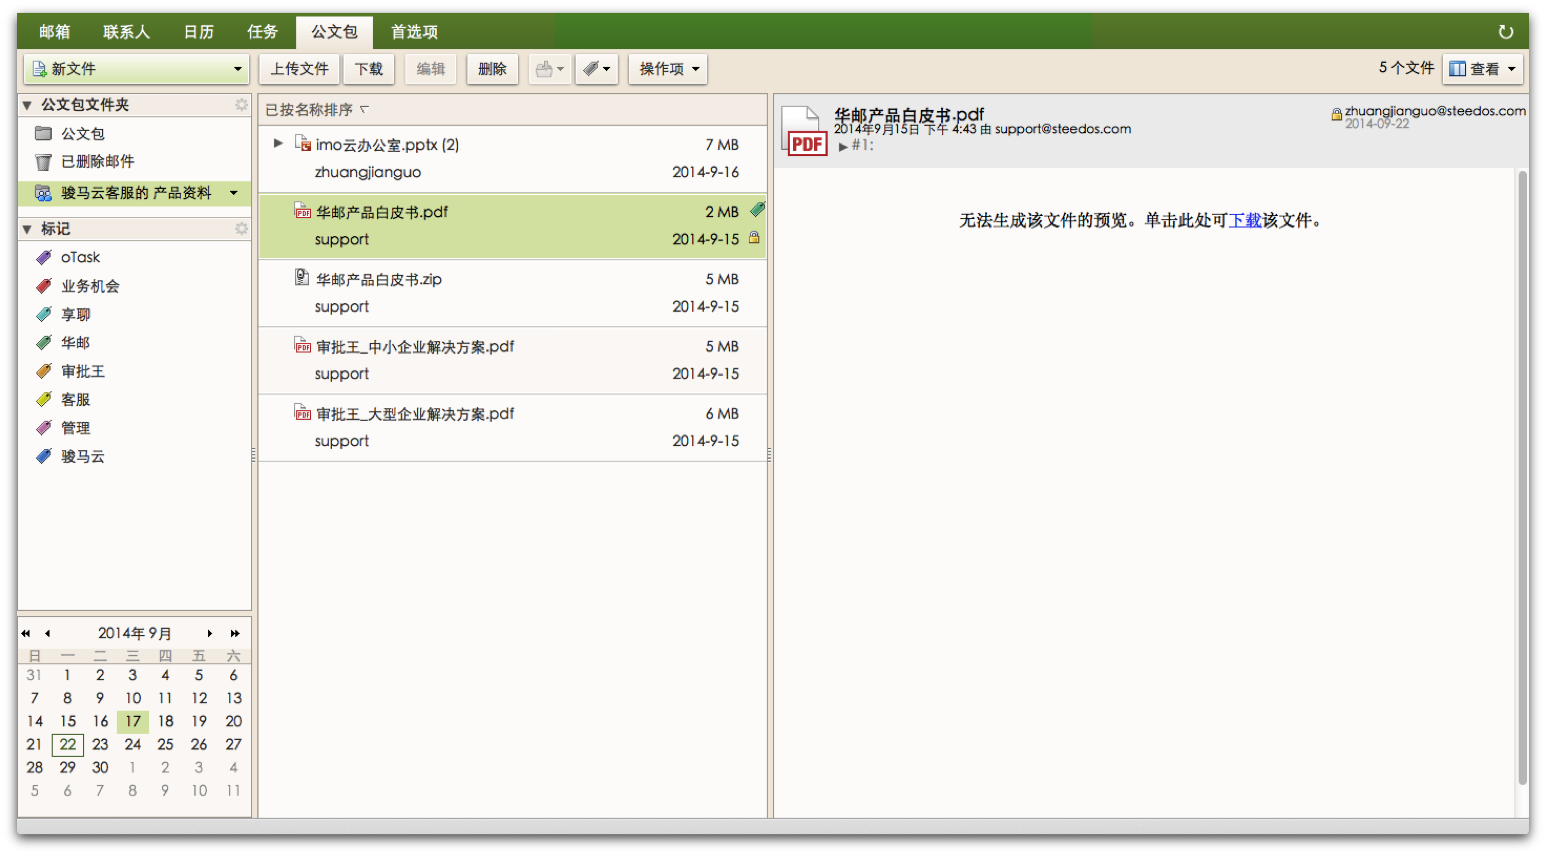 邮箱 联系人 日历 任务 公文包 首选项
新文件 上传文件 下载 编辑 删除 操作项 5 个文件 查看
公文包文件夹
公文包
已删除邮件
骏马云客服的 产品资料
标记
oTask
业务机会
享聊
华邮
审批王
客服
管理
骏马云
2014年 9月
日 一 二 三 四 五 六
31 1 2 3 4 5 6
7 8 9 10 11 12 13
14 15 16 17 18 19 20
21 22 23 24 25 26 27
28 29 30 1 2 3 4
5 6 7 8 9 10 11
已按名称排序
imo云办公室.pptx (2) 7 MB
zhuangjianguo 2014-9-16
PDF 华邮产品白皮书.pdf 2 MB
support 2014-9-15
华邮产品白皮书.zip 5 MB
support 2014-9-15
PDF 审批王_中小企业解决方案.pdf 5 MB
support 2014-9-15
PDF 审批王_大型企业解决方案.pdf 6 MB
support 2014-9-15
PDF
华邮产品白皮书.pdf zhuangjianguo@steedos.com
2014年9月15日 下午 4:43 由 support@steedos.com 2014-09-22
#1:
无法生成该文件的预览。单击此处可下载该文件。